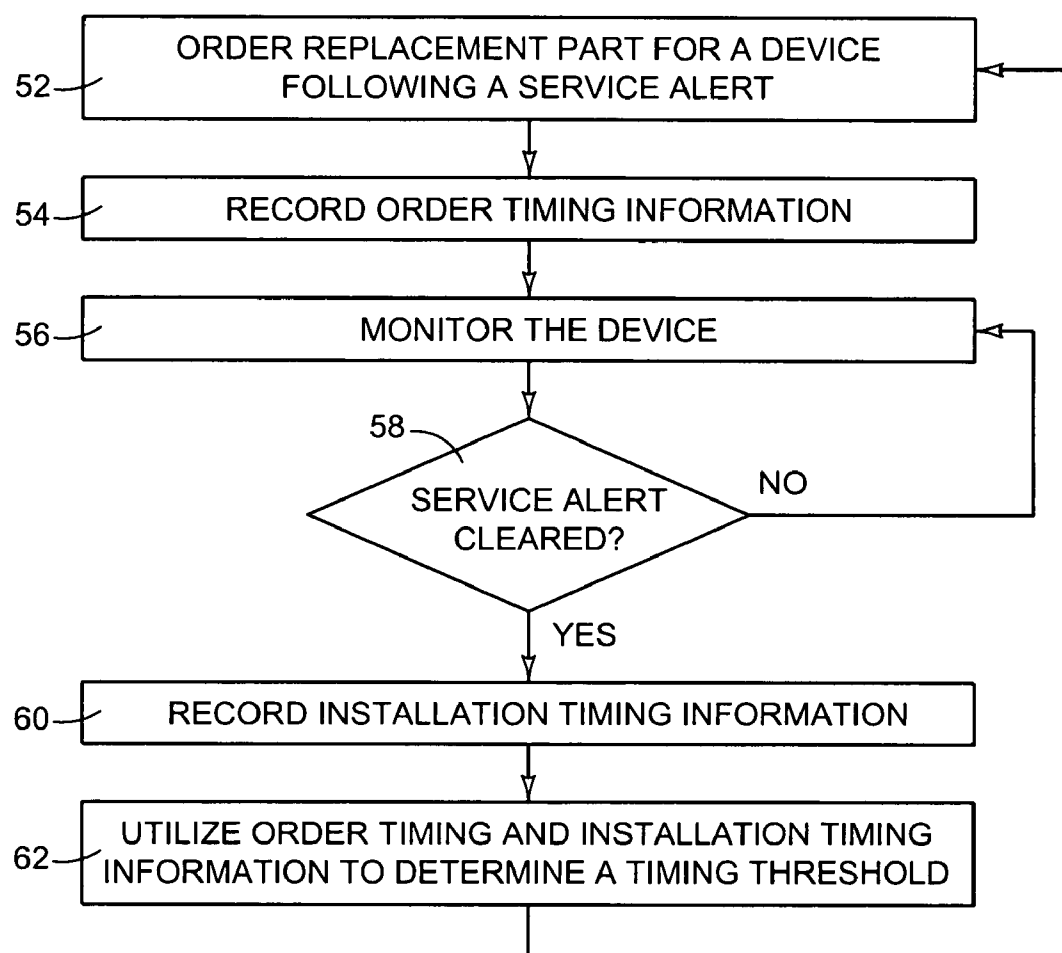 52
ORDER REPLACEMENT PART FOR A DEVICE
FOLLOWING A SERVICE ALERT
54
RECORD ORDER TIMING INFORMATION
56
MONITOR THE DEVICE
58
SERVICE ALERT
CLEARED?
NO
YES
60
RECORD INSTALLATION TIMING INFORMATION
62
UTILIZE ORDER TIMING AND INSTALLATION TIMING
INFORMATION TO DETERMINE A TIMING THRESHOLD